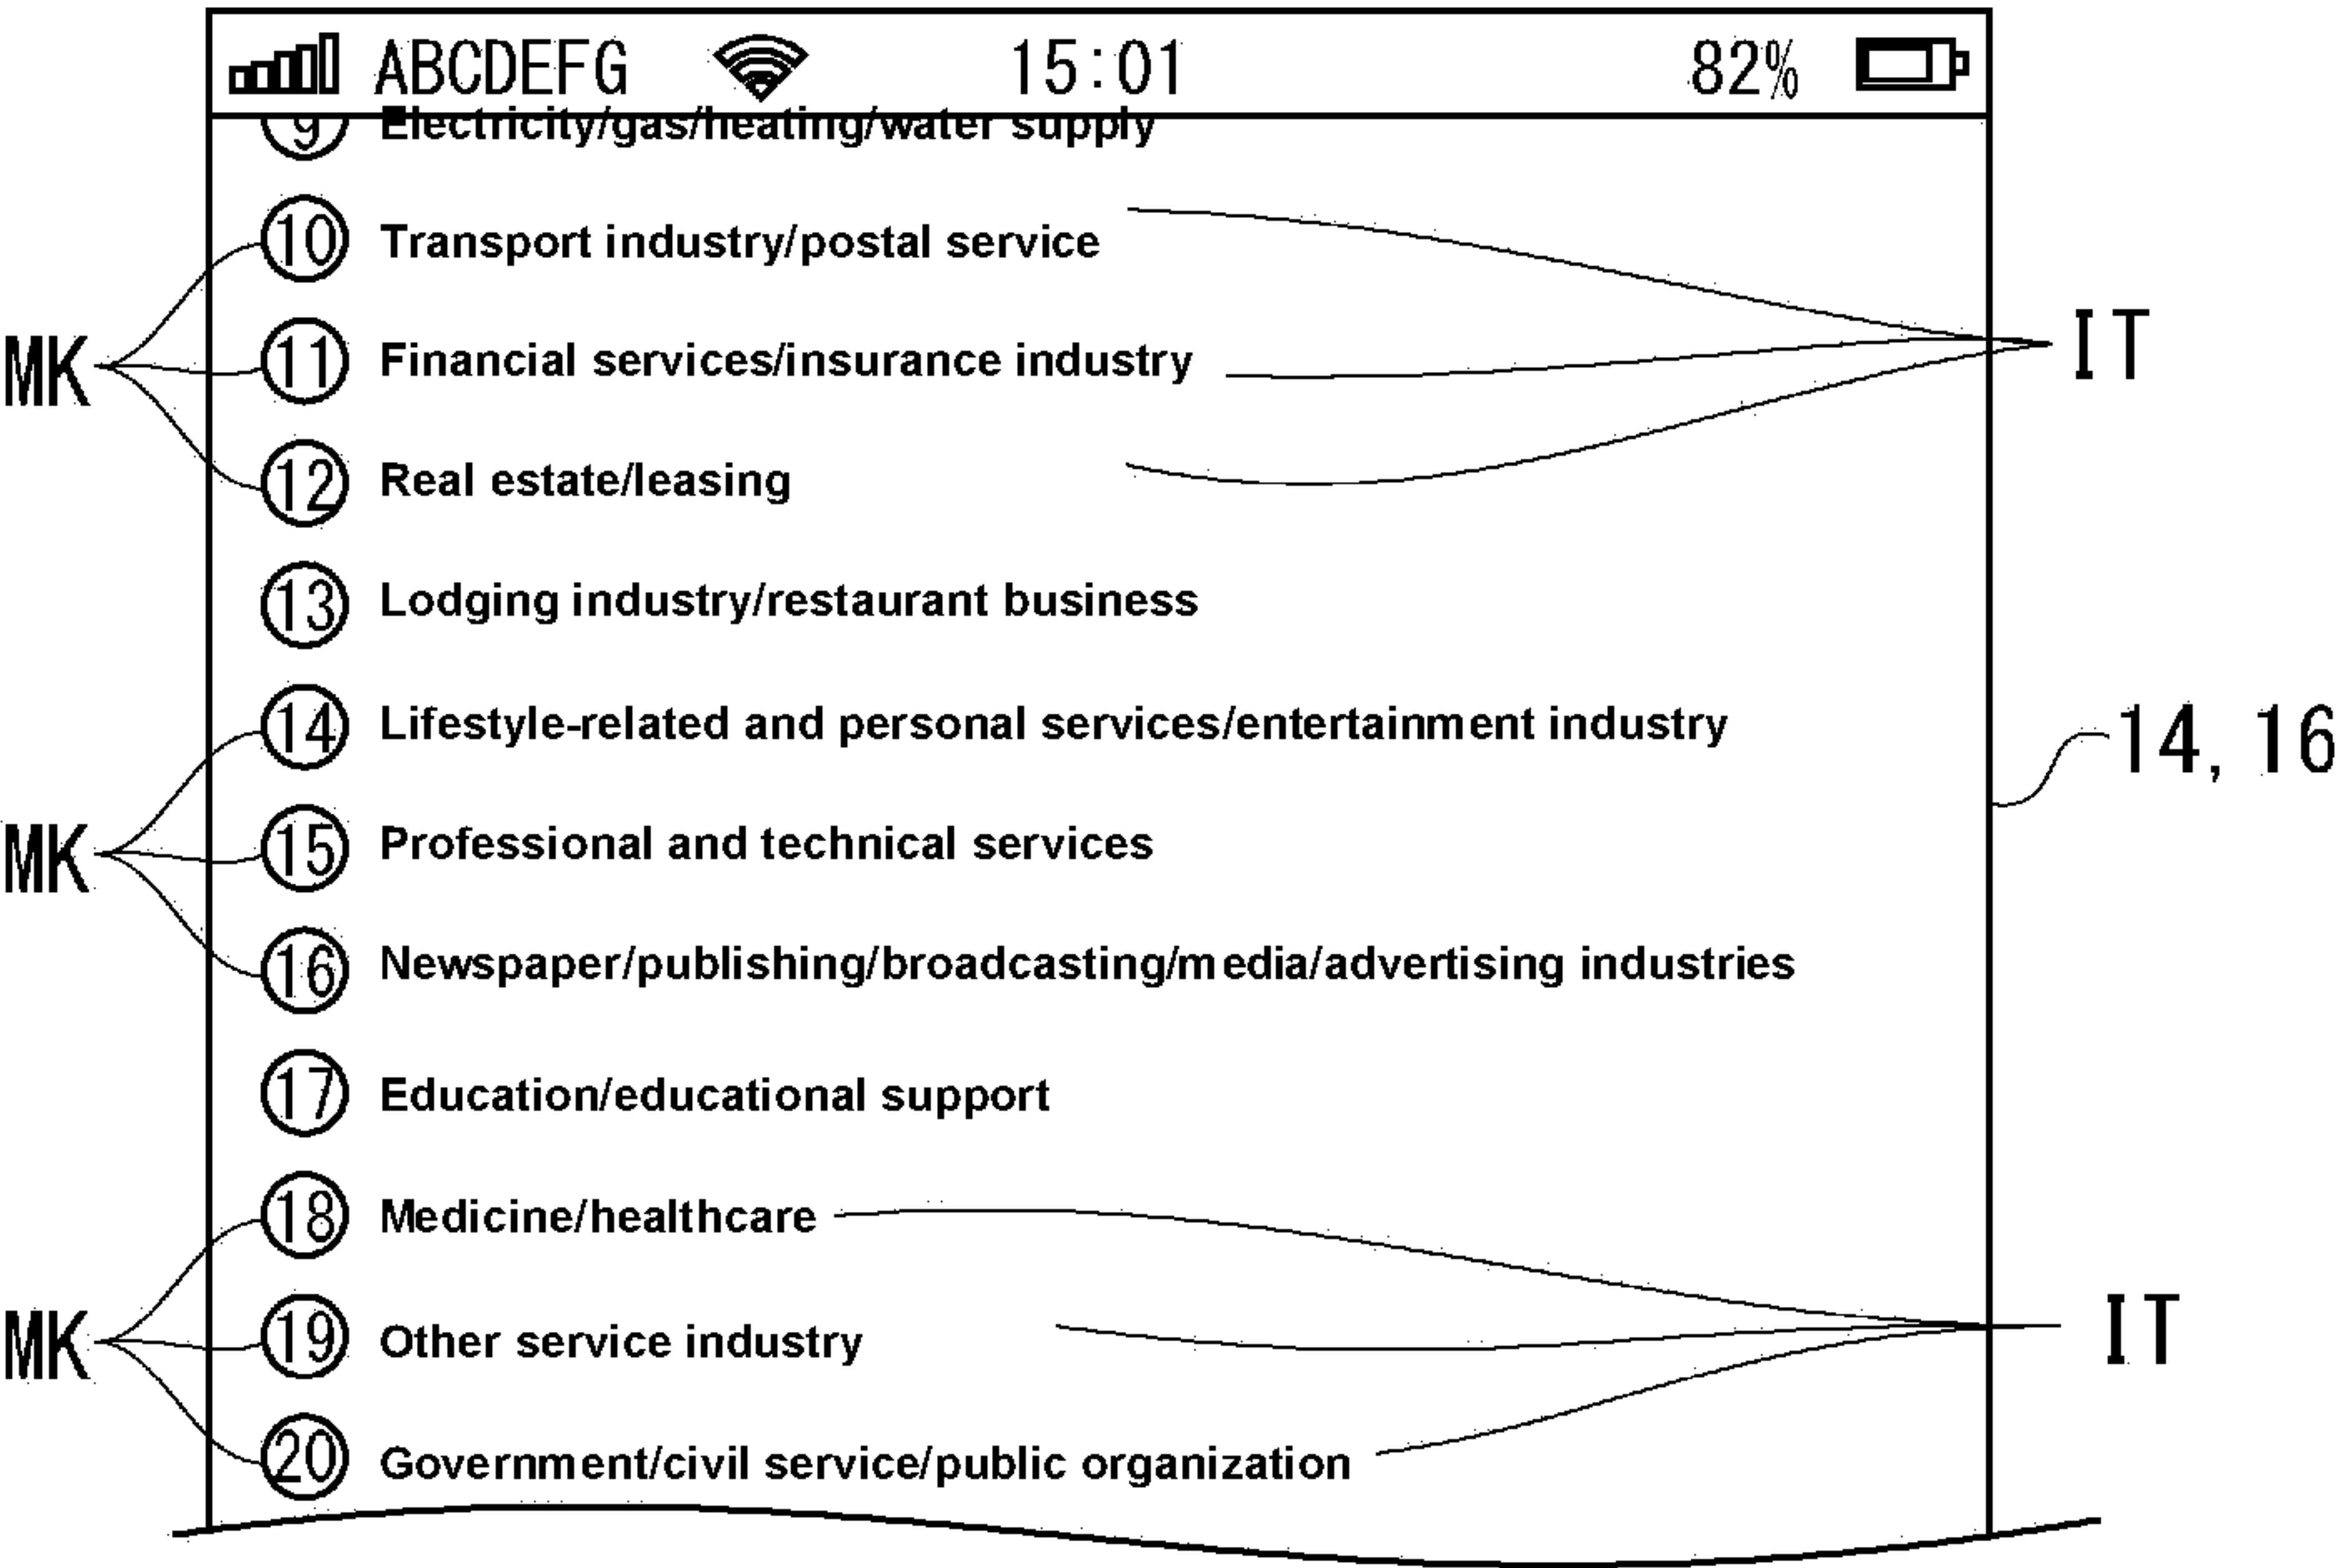 ABCDEFG 15:01 82%
9 Electricity/gas/heating/water supply
10 Transport industry/postal service
MK 11 Financial services/insurance industry IT
12 Real estate/leasing
13 Lodging industry/restaurant business
14 Lifestyle-related and personal services/entertainment industry 14, 16
MK 15 Professional and technical services
16 Newspaper/publishing/broadcasting/media/advertising industries
17 Education/educational support
18 Medicine/healthcare
MK 19 Other service industry IT
20 Government/civil service/public organization